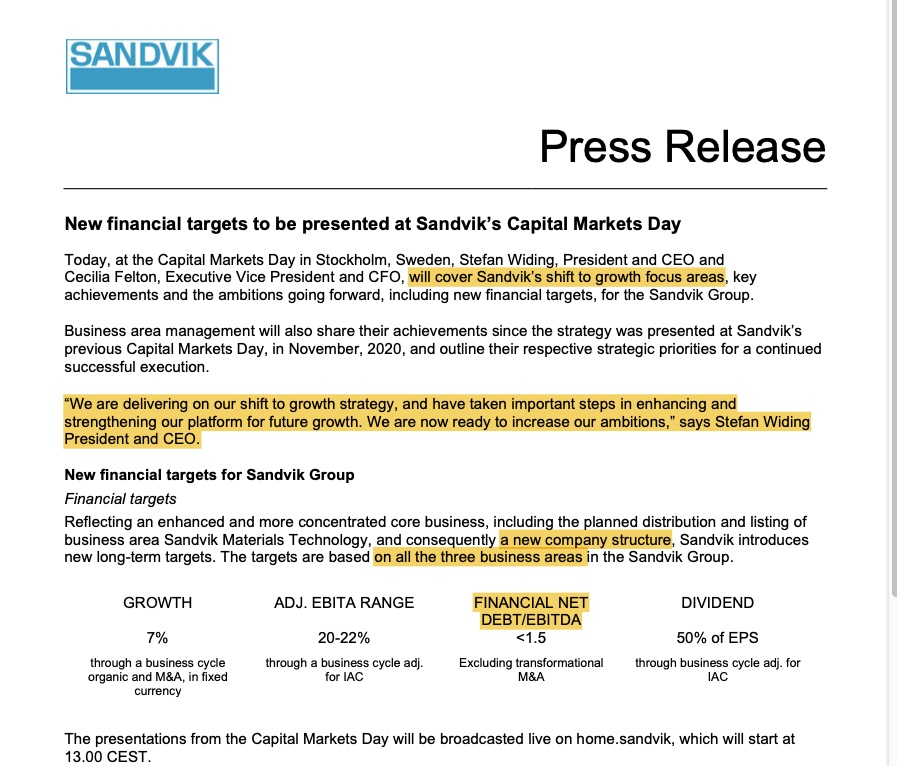 SANDVIK
Press Release
New financial targets to be presented at Sandvik’s Capital Markets Day
Today, at the Capital Markets Day in Stockholm, Sweden, Stefan Widing, President and CEO and
Cecilia Felton, Executive Vice President and CFO, will cover Sandvik’s shift to growth focus areas, key
achievements and the ambitions going forward, including new financial targets, for the Sandvik Group.
Business area management will also share their achievements since the strategy was presented at Sandvik’s
previous Capital Markets Day, in November, 2020, and outline their respective strategic priorities for a continued
successful execution.
“We are delivering on our shift to growth strategy, and have taken important steps in enhancing and
strengthening our platform for future growth. We are now ready to increase our ambitions,” says Stefan Widing
President and CEO.
New financial targets for Sandvik Group
Financial targets
Reflecting an enhanced and more concentrated core business, including the planned distribution and listing of
business area Sandvik Materials Technology, and consequently a new company structure, Sandvik introduces
new long-term targets. The targets are based on all the three business areas in the Sandvik Group.
GROWTH
7%
through a business cycle
organic and M&A, in fixed
currency
ADJ. EBITA RANGE
20-22%
through a business cycle adj.
for IAC
FINANCIAL NET
DEBT/EBITDA
<1.5
Excluding transformational
M&A
DIVIDEND
50% of EPS
through business cycle adj. for
IAC
The presentations from the Capital Markets Day will be broadcasted live on home.sandvik, which will start at
13.00 CEST.